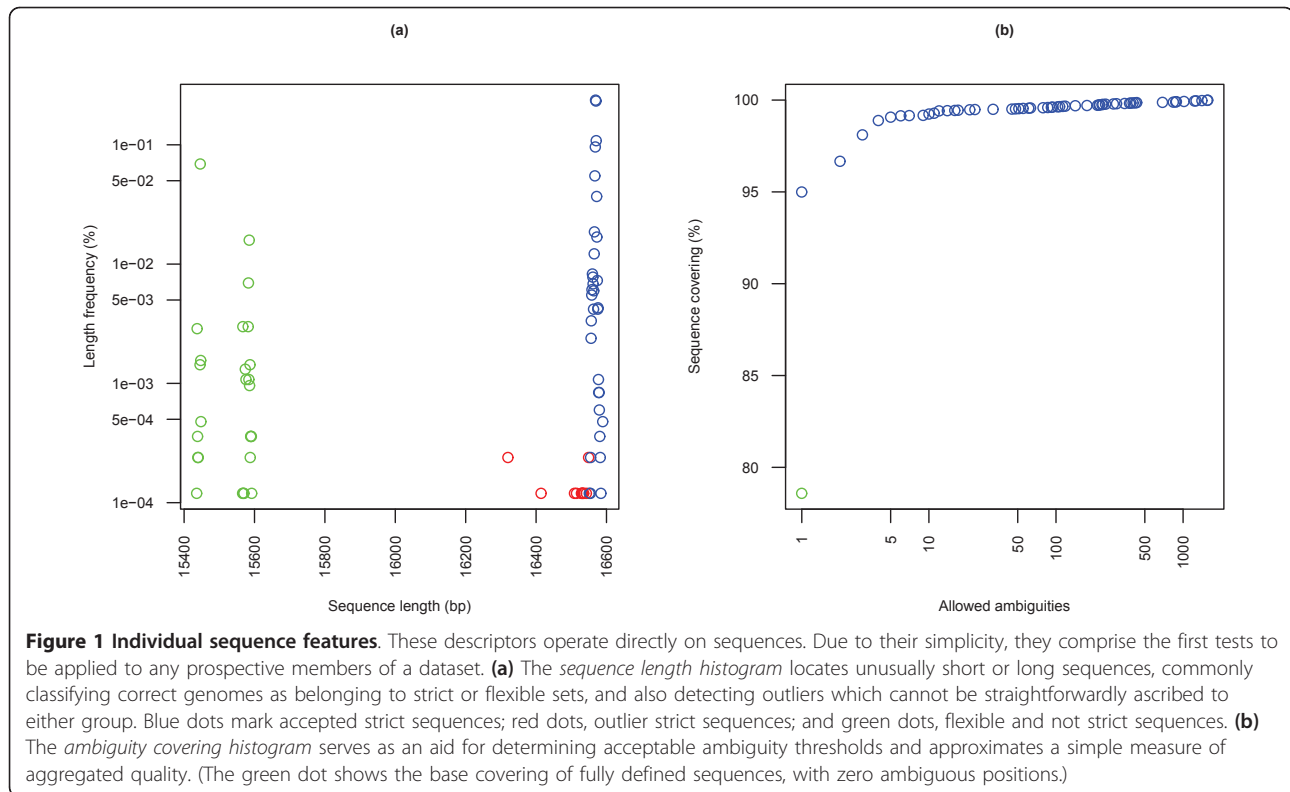 (a)
1e-01
5e-02
1e-02
5e-03
1e-03
5e-04
1e-04
Length frequency (%)
15400
15600
15800
16000
16200
16400
16600
Sequence length (bp)
(b)
100
95
90
85
80
Sequence covering (%)
1
5
10
50
100
500
1000
Allowed ambiguities
Figure 1 Individual sequence features. These descriptors operate directly on sequences. Due to their simplicity, they comprise the first tests to
be applied to any prospective members of a dataset. (a) The sequence length histogram locates unusually short or long sequences, commonly
classifying correct genomes as belonging to strict or flexible sets, and also detecting outliers which cannot be straightforwardly ascribed to
either group. Blue dots mark accepted strict sequences; red dots, outlier strict sequences; and green dots, flexible and not strict sequences. (b)
The ambiguity covering histogram serves as an aid for determining acceptable ambiguity thresholds and approximates a simple measure of
aggregated quality. (The green dot shows the base covering of fully defined sequences, with zero ambiguous positions.)